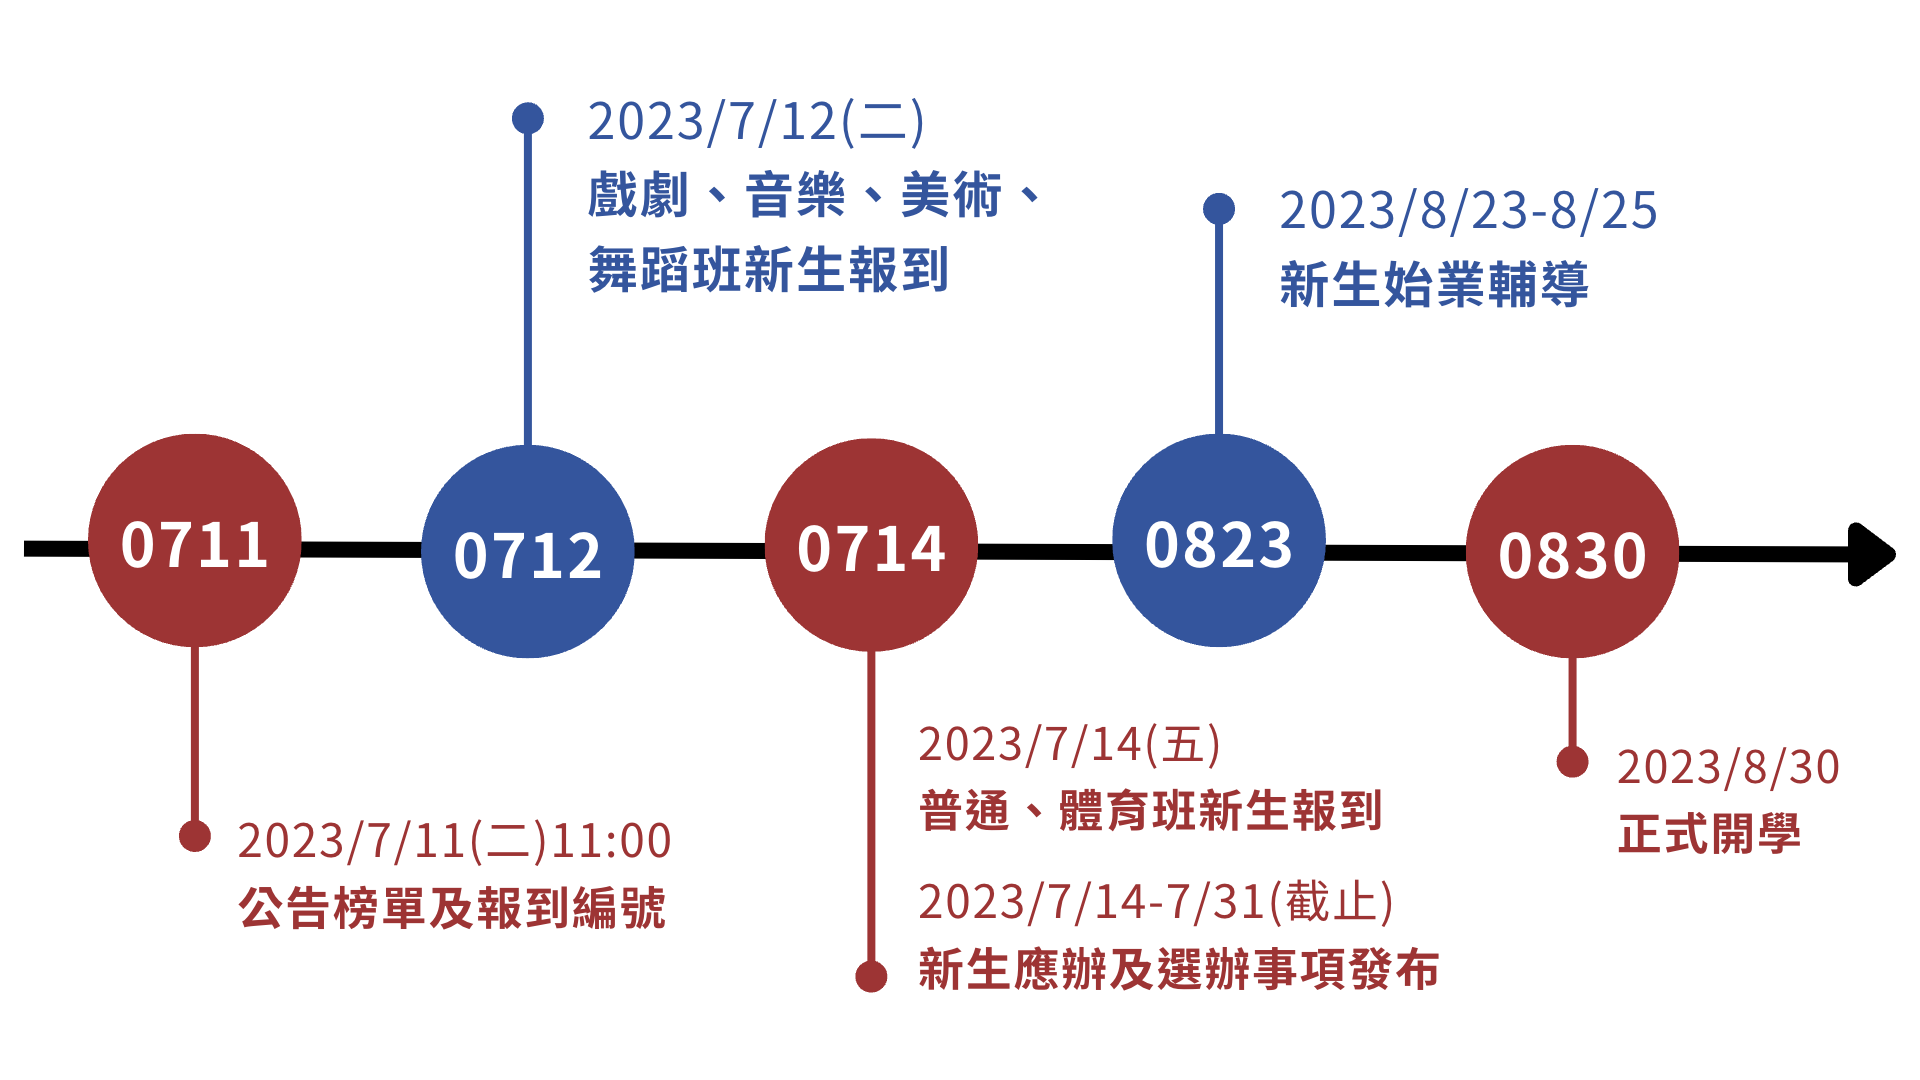 2023/7/12(二)
戲劇、音樂、美術、
舞蹈班新生報到
2023/8/23-8/25
新生始業輔導
0711
0712
0714
0823
0830
2023/7/11(二)11:00
公告榜單及報到編號
2023/7/14(五)
普通、體育班新生報到
2023/7/14-7/31(截止)
新生應辦及選辦事項發布
2023/8/30
正式開學